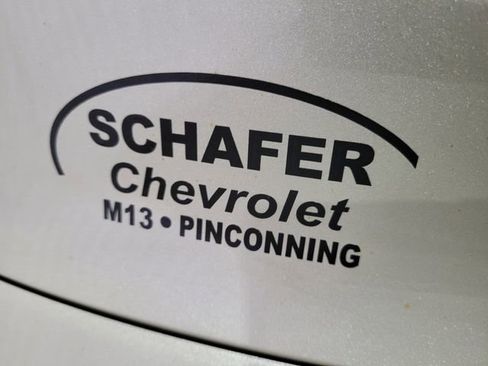 SCHAFER
Chevrolet
M13 • PINCONNING